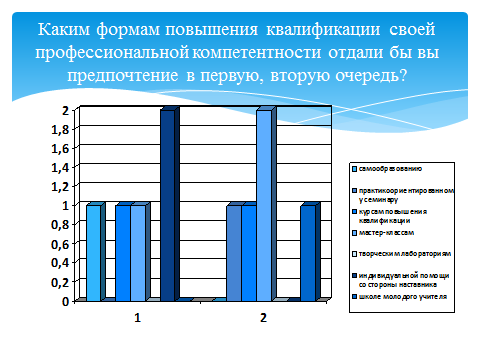 Каким формам повышения квалификации своей
профессиональной компетентности отдали бы вы
предпочтение в первую, вторую очередь?
2
1,8
1,6
1,4
1,2
1
0,8
0,6
0,4
0,2
0
1
2
самообразованию
практикоориентированном
у семинару
курсам повышения
квалификации
мастер-классам
творческим лабораториям
индивидуальной помощи
со стороны наставника
школе молодого учителя